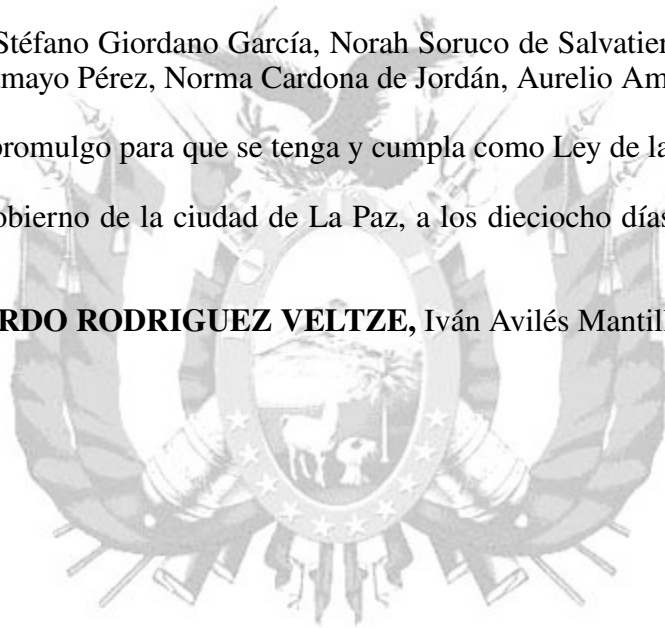 Stéfano Giordano García, Norah Soruco de Salvatier
mayo Pérez, Norma Cardona de Jordán, Aurelio Am
promulgo para que se tenga y cumpla como Ley de la
obierno de la ciudad de La Paz, a los dieciocho días
RDO RODRIGUEZ VELTZE, Iván Avilés Mantill